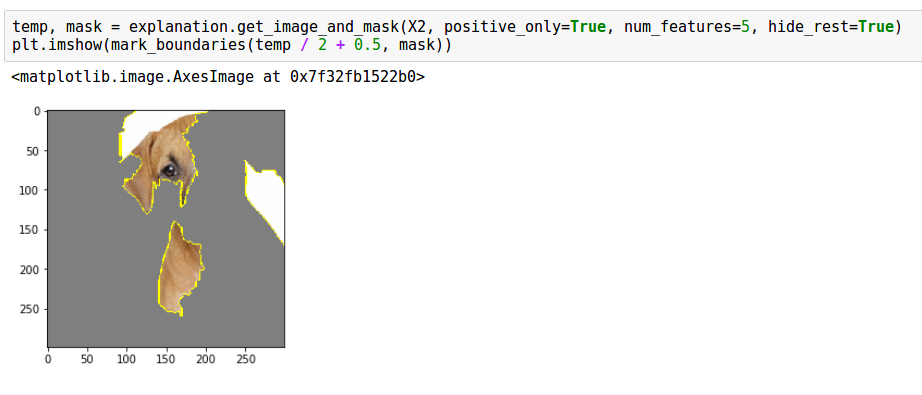 temp, mask = explanation.get_image_and_mask(X2, positive_only=True, num_features=5, hide_rest=True)
plt.imshow(mark_boundaries(temp / 2 + 0.5, mask))
<matplotlib.image.AxesImage at 0x7f32fb1522b0>
0
50
100
150
200
250
0 50 100 150 200 250